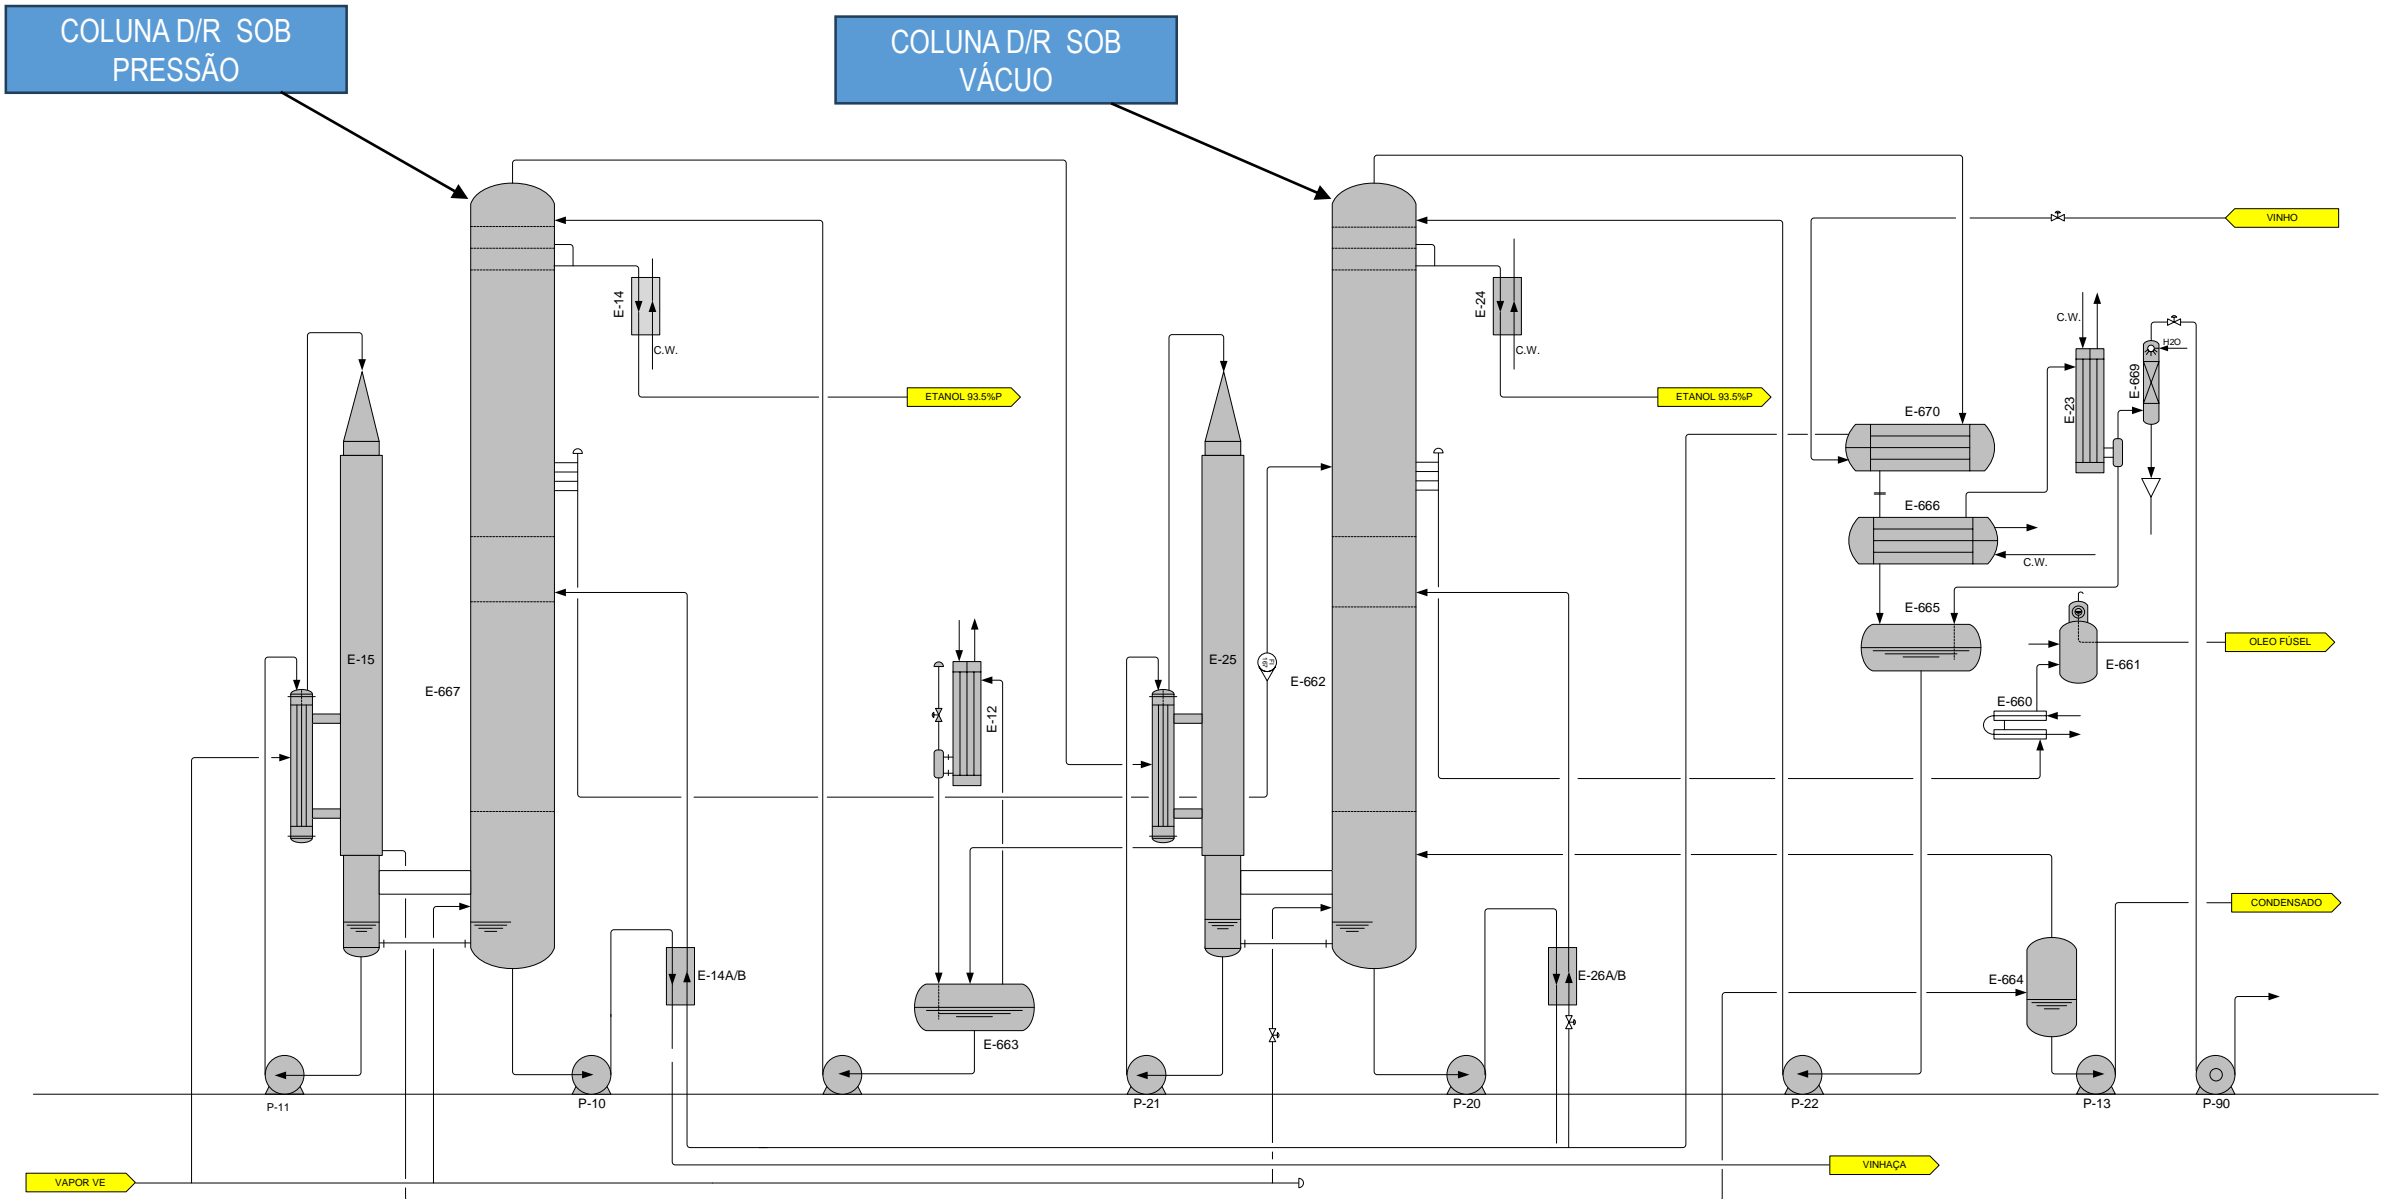 COLUNA D/R SOB
PRESSÃO
COLUNA D/R SOB
VÁCUO
VINHO
E-14
C.W.
ETANOL 93.5%P
E-24
C.W.
ETANOL 93.5%P
C.W.
E-23
E-669
H2O
E-670
E-666
C.W.
E-665
OLEO FÚSEL
E-661
E-660
E-15
E-667
E-12
E-25
E-662
E-663
E-14A/B
E-26A/B
E-664
CONDENSADO
P-11
P-10
P-21
P-20
P-22
P-13
P-90
VINHAÇA
VAPOR VE